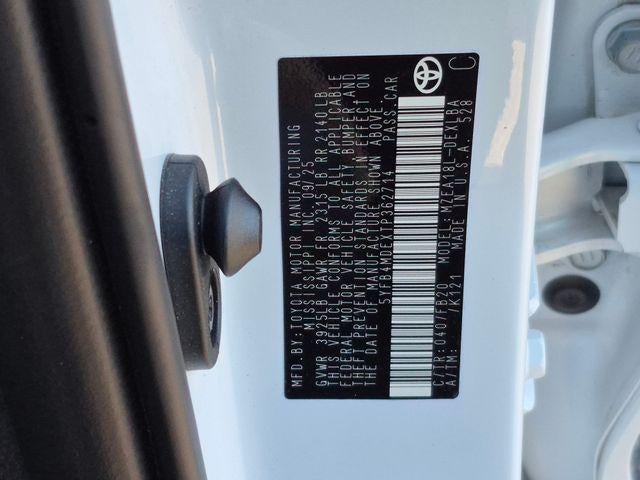 MFD.BY:TOYOTA MOTOR MANUFACTURING
MISSISSIPPI INC. 09/25
GVWR 3925LB GAWR FR 2315LB RR 2140LB
THIS VEHICLE CONFORMS TO ALL APPLICABLE
FEDERAL MOTOR VEHICLE SAFETY, BUMPER AND
THEFT PREVENTION STANDARDS IN EFFECT ON
THE DATE OF MANUFACTURE SHOWN ABOVE.
5YFB4MDEXTP362714 PASS.CAR
C/TR:040/FB20 MODEL:MZEA18L-DEXLBA
A/TM: /K121 MADE IN U.S.A. 528
C